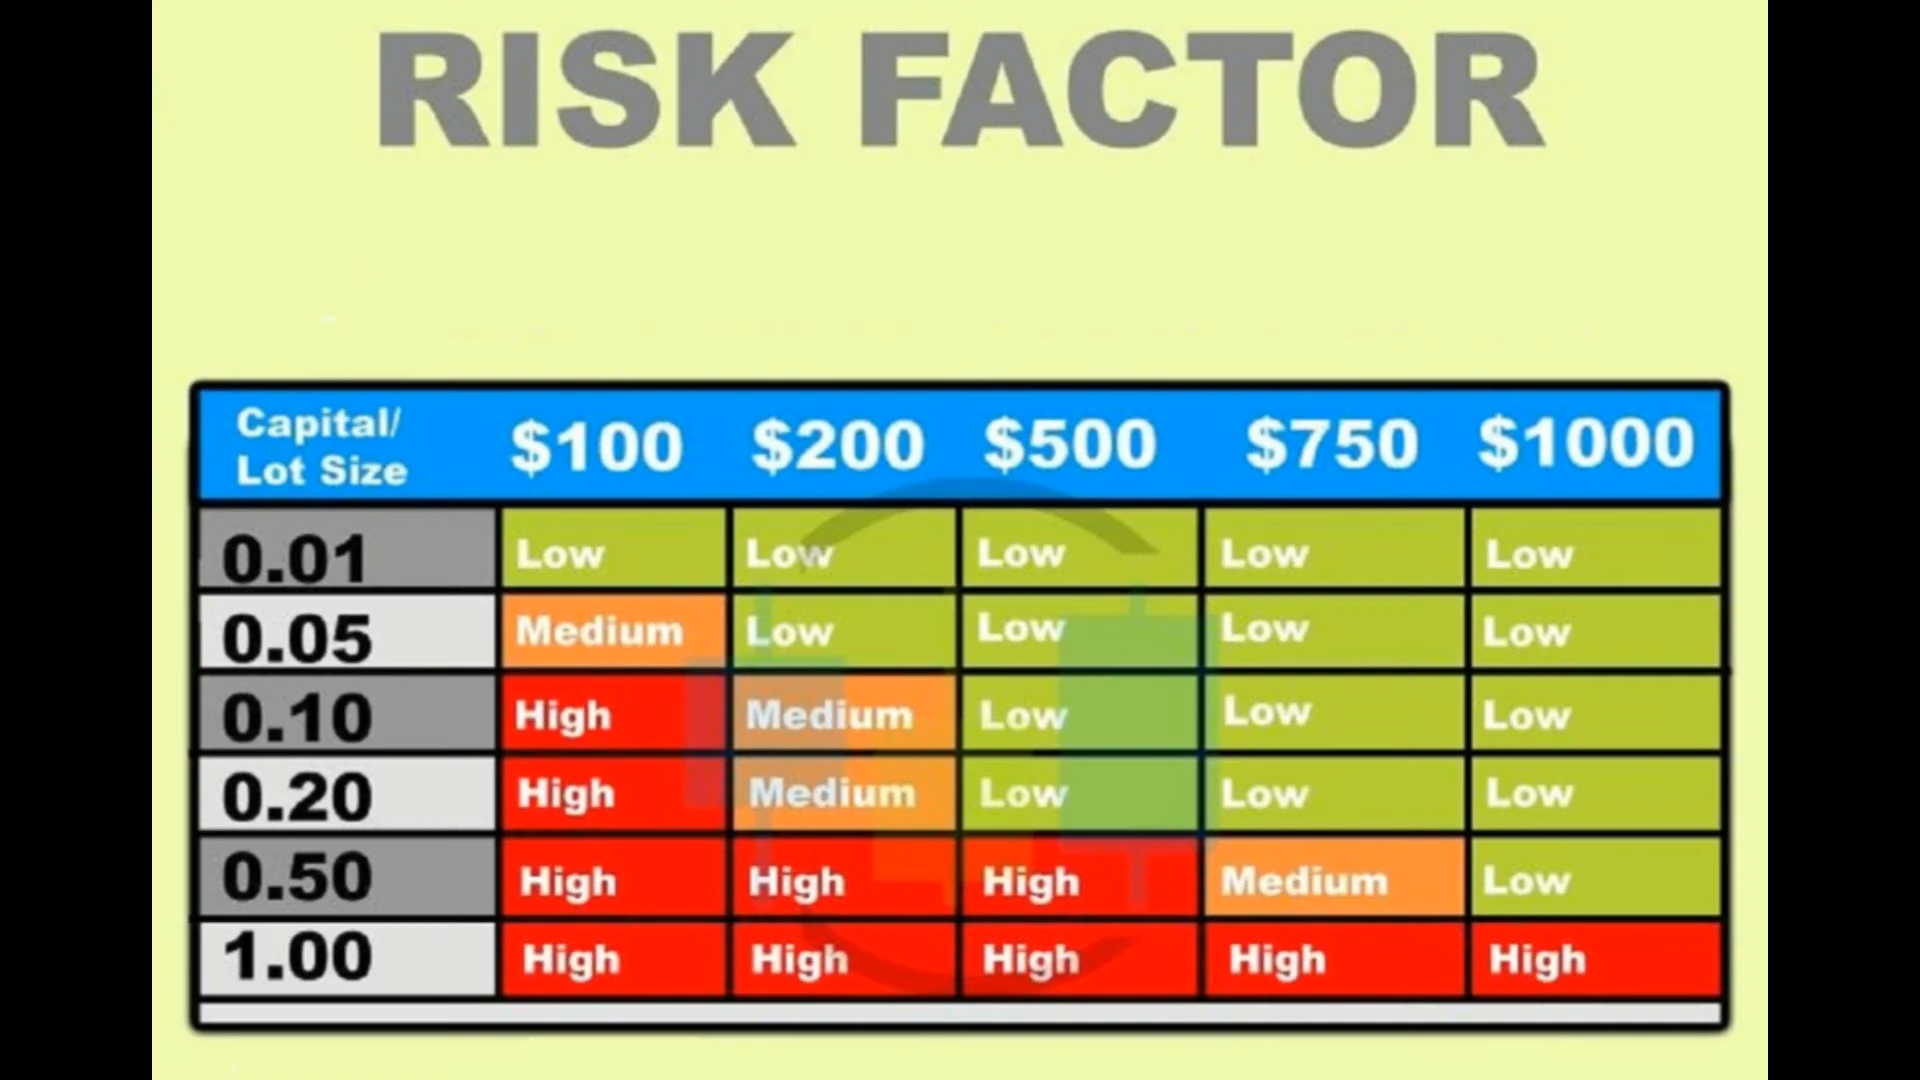 RISK FACTOR
Capital/
Lot Size $100 $200 $500 $750 $1000
0.01 Low Low Low Low Low
0.05 Medium Low Low Low Low
0.10 High Medium Low Low Low
0.20 High Medium Low Low Low
0.50 High High High Medium Low
1.00 High High High High High